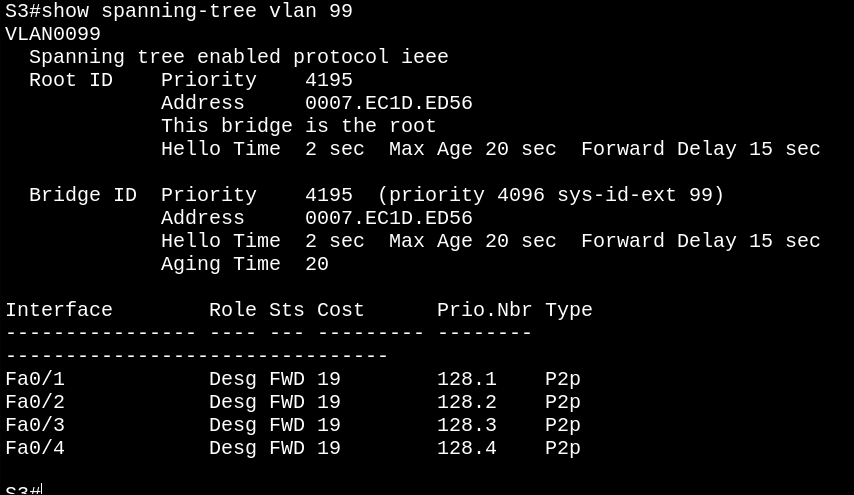 S3#show spanning-tree vlan 99
VLAN0099
  Spanning tree enabled protocol ieee
  Root ID    Priority    4195
             Address     0007.EC1D.ED56
             This bridge is the root
             Hello Time  2 sec  Max Age 20 sec  Forward Delay 15 sec

  Bridge ID  Priority    4195  (priority 4096 sys-id-ext 99)
             Address     0007.EC1D.ED56
             Hello Time  2 sec  Max Age 20 sec  Forward Delay 15 sec
             Aging Time  20

Interface        Role Sts Cost      Prio.Nbr Type
---------------- ---- --- --------- --------
--------------------------------
Fa0/1            Desg FWD 19        128.1    P2p
Fa0/2            Desg FWD 19        128.2    P2p
Fa0/3            Desg FWD 19        128.3    P2p
Fa0/4            Desg FWD 19        128.4    P2p

S3#